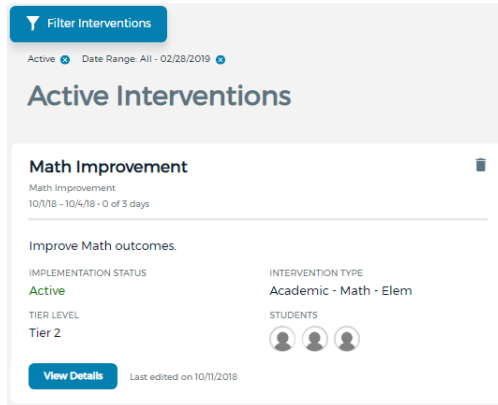 Filter Interventions
Active Date Range: All - 02/28/2019
Active Interventions
Math Improvement
Math Improvement
10/1/18 - 10/4/18 • 0 of 3 days
Improve Math outcomes.
IMPLEMENTATION STATUS INTERVENTION TYPE
Active Academic - Math - Elem
TIER LEVEL STUDENTS
Tier 2
View Details Last edited on 10/11/2018